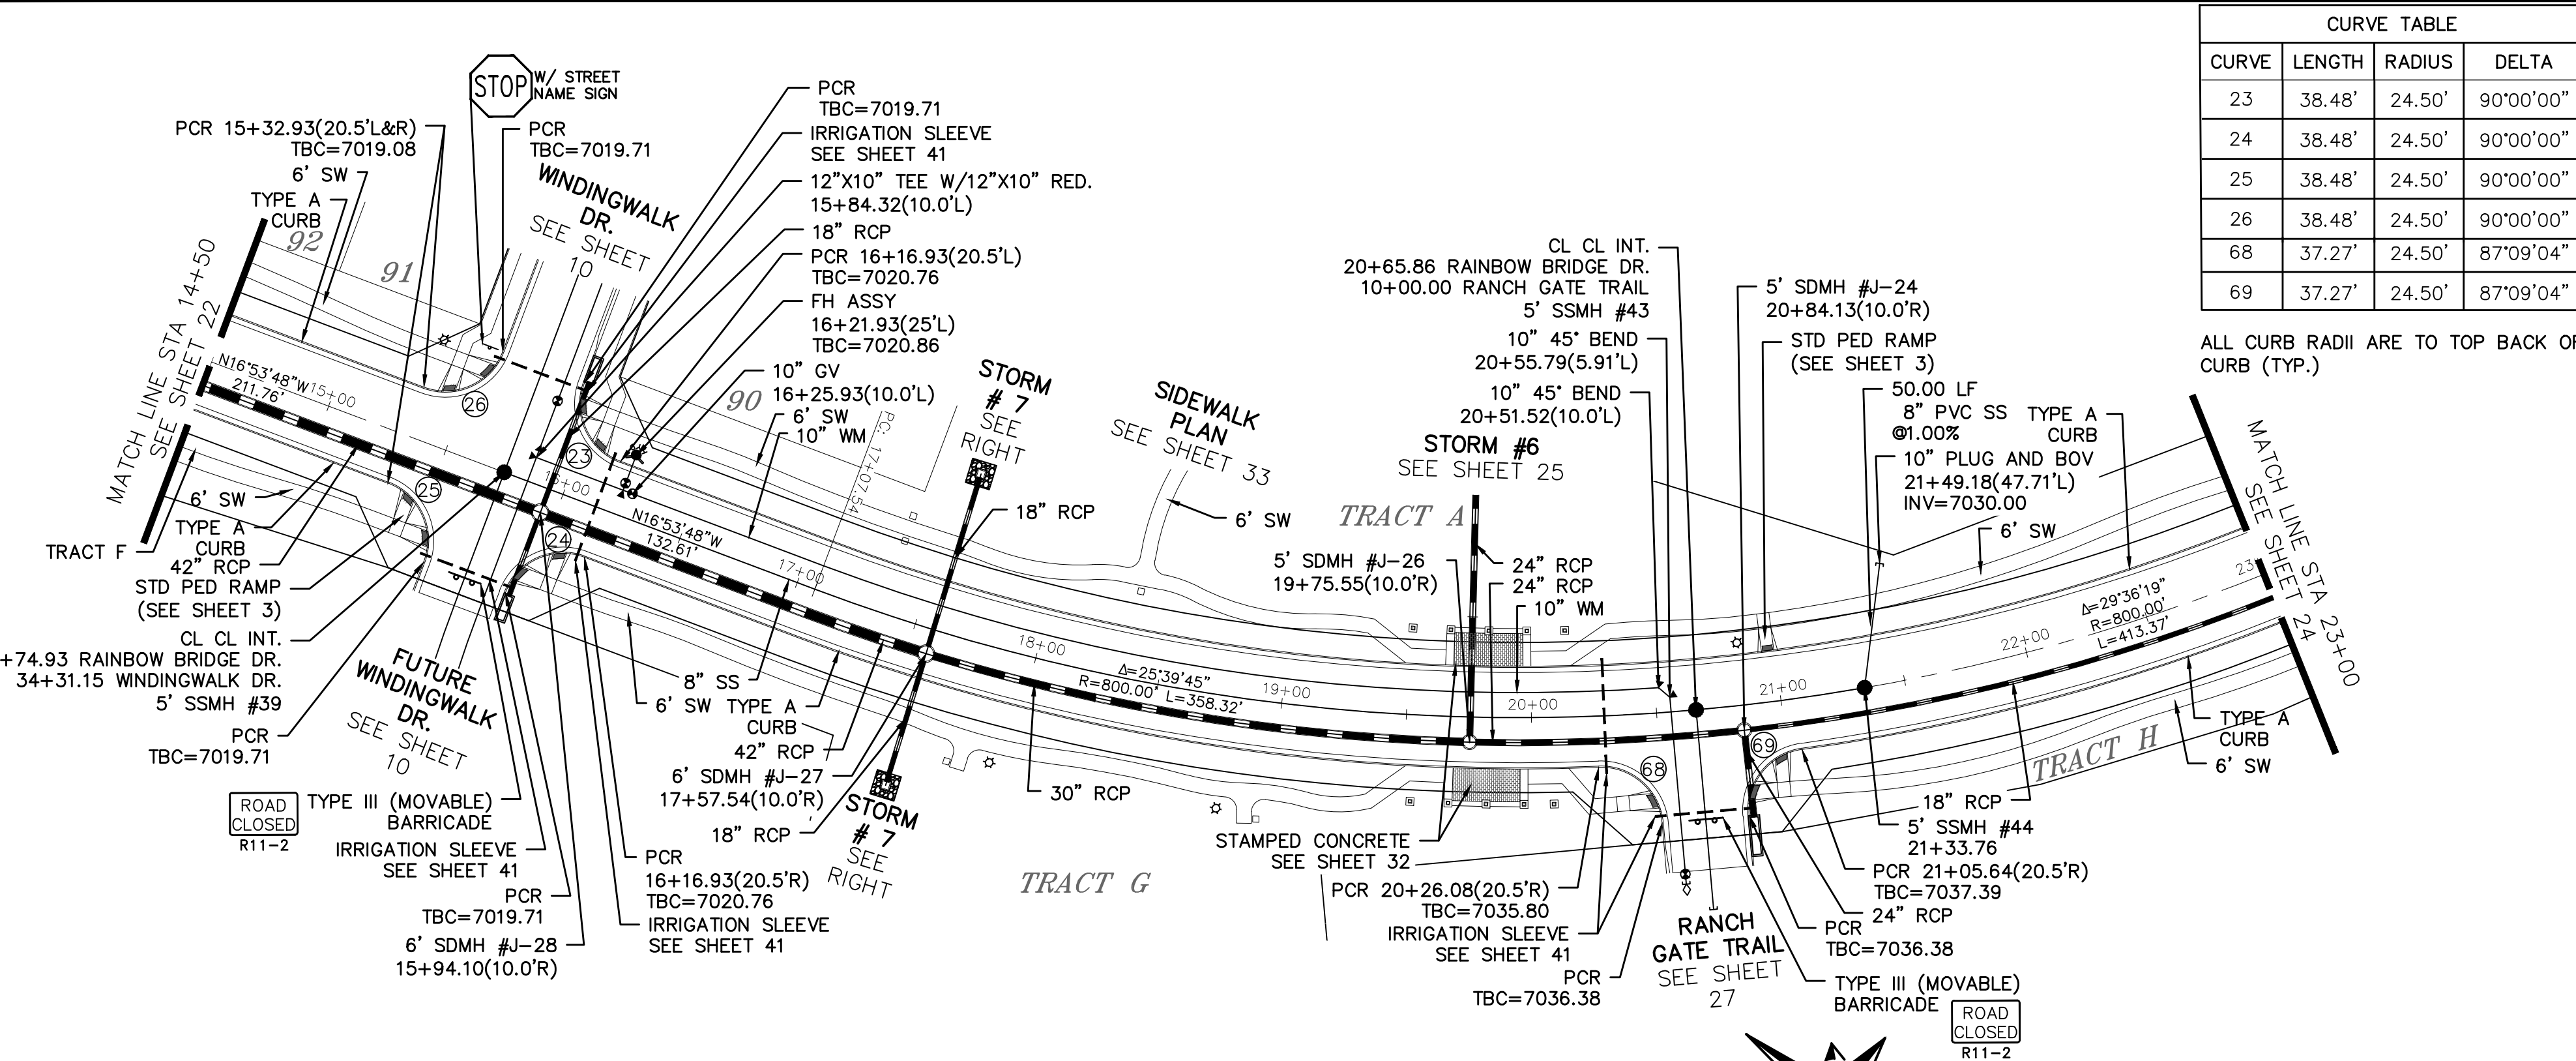 CURVE TABLE
CURVE LENGTH RADIUS DELTA
23 38.48' 24.50' 90°00'00"
24 38.48' 24.50' 90°00'00"
25 38.48' 24.50' 90°00'00"
26 38.48' 24.50' 90°00'00"
68 37.27' 24.50' 87°09'04"
69 37.27' 24.50' 87°09'04"
ALL CURB RADII ARE TO TOP BACK OF
CURB (TYP.)
STOP
W/ STREET
NAME SIGN
PCR 15+32.93(20.5'L&R)
TBC=7019.08
6' SW
TYPE A
CURB
PCR
TBC=7019.71
WINDINGWALK
DR.
SEE SHEET
10
PCR
TBC=7019.71
IRRIGATION SLEEVE
SEE SHEET 41
12"X10" TEE W/12"X10" RED.
15+84.32(10.0'L)
18" RCP
PCR 16+16.93(20.5'L)
TBC=7020.76
FH ASSY
16+21.93(25'L)
TBC=7020.86
10" GV
16+25.93(10.0'L)
6' SW
10" WM
92
91
90
MATCH LINE STA 14+50
SEE SHEET 22
N16°53'48"W
211.76'
15+00
26
23
25
24
16+00
N16°53'48"W
132.61'
PC: 17+07.54
17+00
STORM
# 7
SEE
RIGHT
18" RCP
SIDEWALK
PLAN
SEE SHEET 33
6' SW
TRACT A
STORM #6
SEE SHEET 25
CL CL INT.
20+65.86 RAINBOW BRIDGE DR.
10+00.00 RANCH GATE TRAIL
5' SSMH #43
10" 45° BEND
20+55.79(5.91'L)
10" 45° BEND
20+51.52(10.0'L)
5' SDMH #J-24
20+84.13(10.0'R)
STD PED RAMP
(SEE SHEET 3)
50.00 LF
8" PVC SS
@1.00%
TYPE A
CURB
10" PLUG AND BOV
21+49.18(47.71'L)
INV=7030.00
6' SW
MATCH LINE STA 23+00
SEE SHEET 24
5' SDMH #J-26
19+75.55(10.0'R)
24" RCP
24" RCP
10" WM
6' SW
TYPE A
CURB
TRACT F
42" RCP
STD PED RAMP
(SEE SHEET 3)
CL CL INT.
+74.93 RAINBOW BRIDGE DR.
34+31.15 WINDINGWALK DR.
5' SSMH #39
PCR
TBC=7019.71
FUTURE
WINDINGWALK
DR.
SEE SHEET
10
ROAD
CLOSED
R11-2
TYPE III (MOVABLE)
BARRICADE
IRRIGATION SLEEVE
SEE SHEET 41
PCR
TBC=7019.71
6' SDMH #J-28
15+94.10(10.0'R)
8" SS
6' SW
TYPE A
CURB
42" RCP
6' SDMH #J-27
17+57.54(10.0'R)
18" RCP
PCR
16+16.93(20.5'R)
TBC=7020.76
IRRIGATION SLEEVE
SEE SHEET 41
STORM
# 7
SEE
RIGHT
18+00
Δ=25°39'45"
R=800.00' L=358.32'
19+00
20+00
21+00
22+00
23
Δ=29°36'19"
R=800.00'
L=413.37'
30" RCP
TRACT G
STAMPED CONCRETE
SEE SHEET 32
PCR 20+26.08(20.5'R)
TBC=7035.80
IRRIGATION SLEEVE
SEE SHEET 41
PCR
TBC=7036.38
68
69
RANCH
GATE TRAIL
SEE SHEET
27
TRACT H
TYPE A
CURB
6' SW
18" RCP
5' SSMH #44
21+33.76
PCR 21+05.64(20.5'R)
TBC=7037.39
24" RCP
PCR
TBC=7036.38
TYPE III (MOVABLE)
BARRICADE
ROAD
CLOSED
R11-2